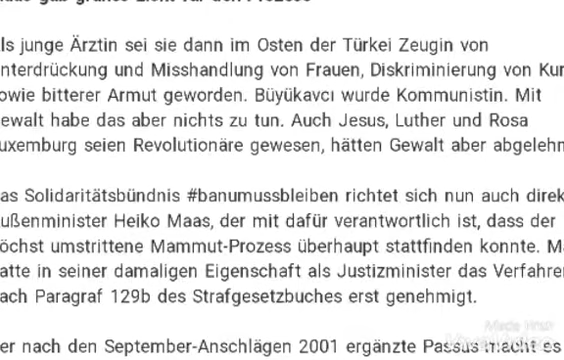 ls junge Ärztin sei sie dann im Osten der Türkei Zeugin von
nterdrückung und Misshandlung von Frauen, Diskriminierung von Kur
owie bitterer Armut geworden. Büyükavcı wurde Kommunistin. Mit
ewalt habe das aber nichts zu tun. Auch Jesus, Luther und Rosa
uxemburg seien Revolutionäre gewesen, hätten Gewalt aber abgelehn
as Solidaritätsbündnis #banumussbleiben richtet sich nun auch direk
ußenminister Heiko Maas, der mit dafür verantwortlich ist, dass der
öchst umstrittene Mammut-Prozess überhaupt stattfinden konnte. Ma
atte in seiner damaligen Eigenschaft als Justizminister das Verfahre
ach Paragraf 129b des Strafgesetzbuches erst genehmigt.
er nach den September-Anschlägen 2001 ergänzte Passus macht es